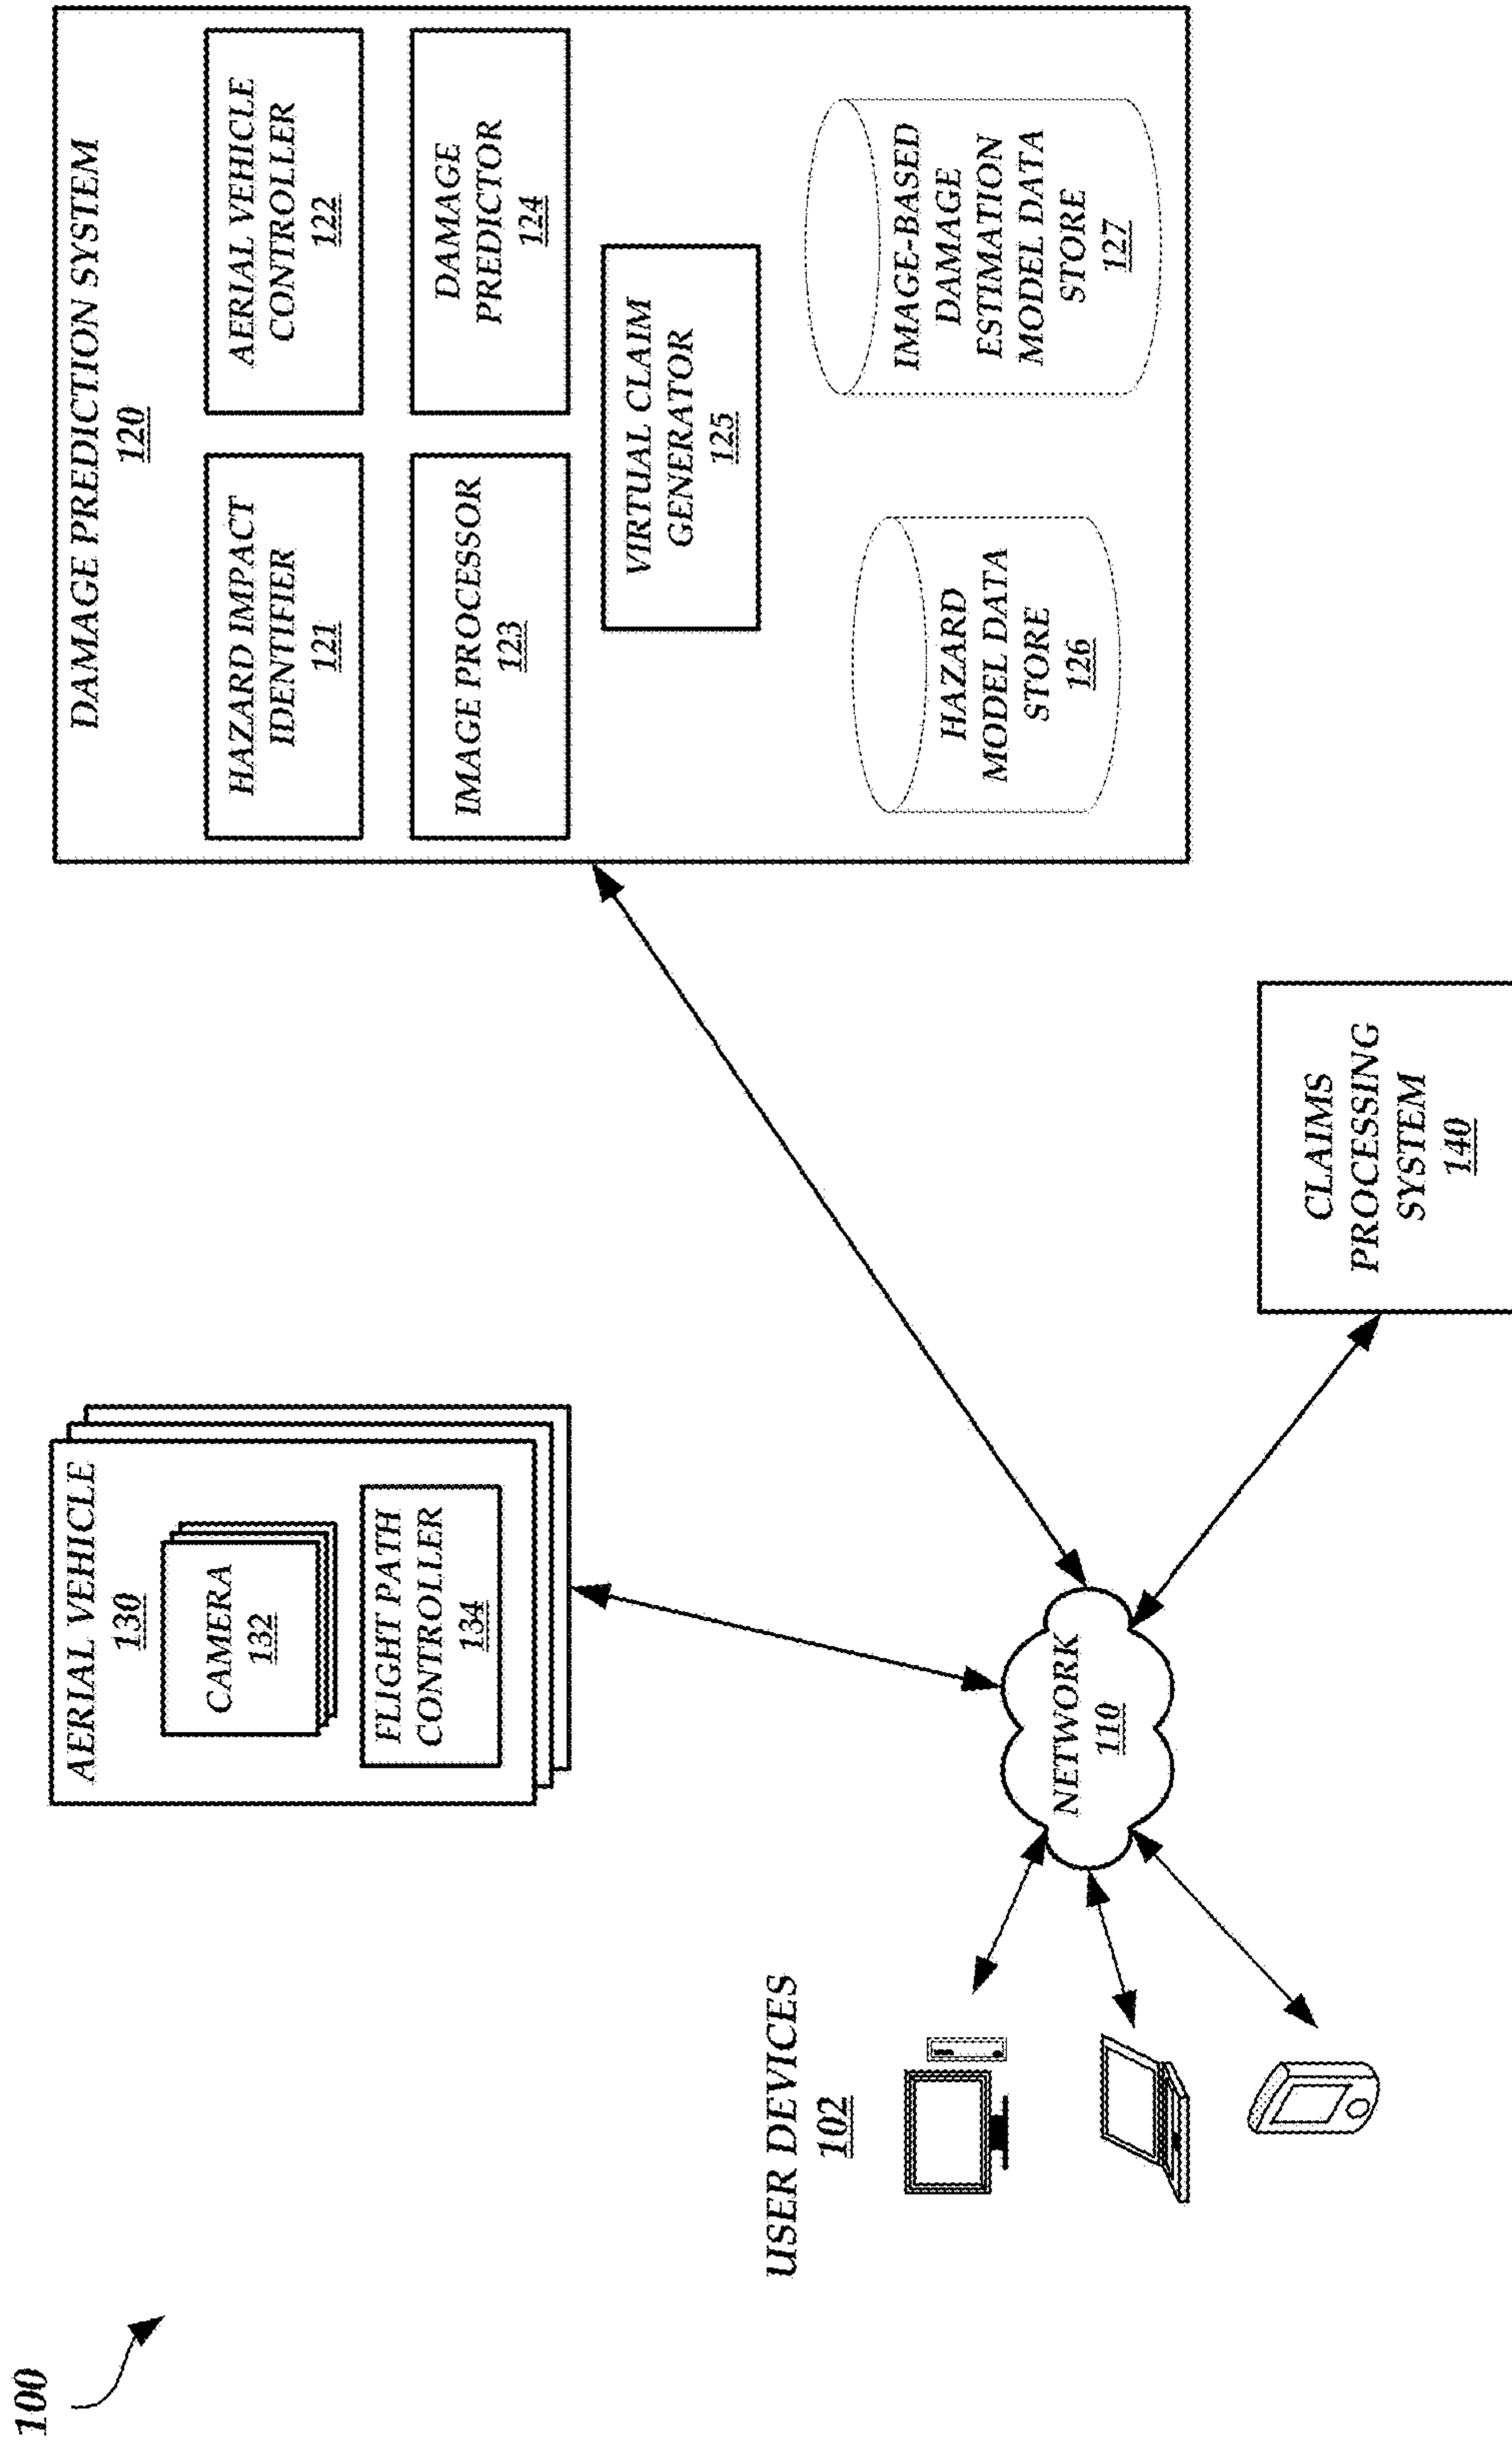 100
AERIAL VEHICLE
130
CAMERA
132
FLIGHT PATH
CONTROLLER
134
DAMAGE PREDICTION SYSTEM
120
HAZARD IMPACT
IDENTIFIER
121
AERIAL VEHICLE
CONTROLLER
122
IMAGE PROCESSOR
123
DAMAGE
PREDICTOR
124
VIRTUAL CLAIM
GENERATOR
125
HAZARD
MODEL DATA
STORE
126
IMAGE-BASED
DAMAGE
ESTIMATION
MODEL DATA
STORE
127
USER DEVICES
102
NETWORK
110
CLAIMS
PROCESSING
SYSTEM
140